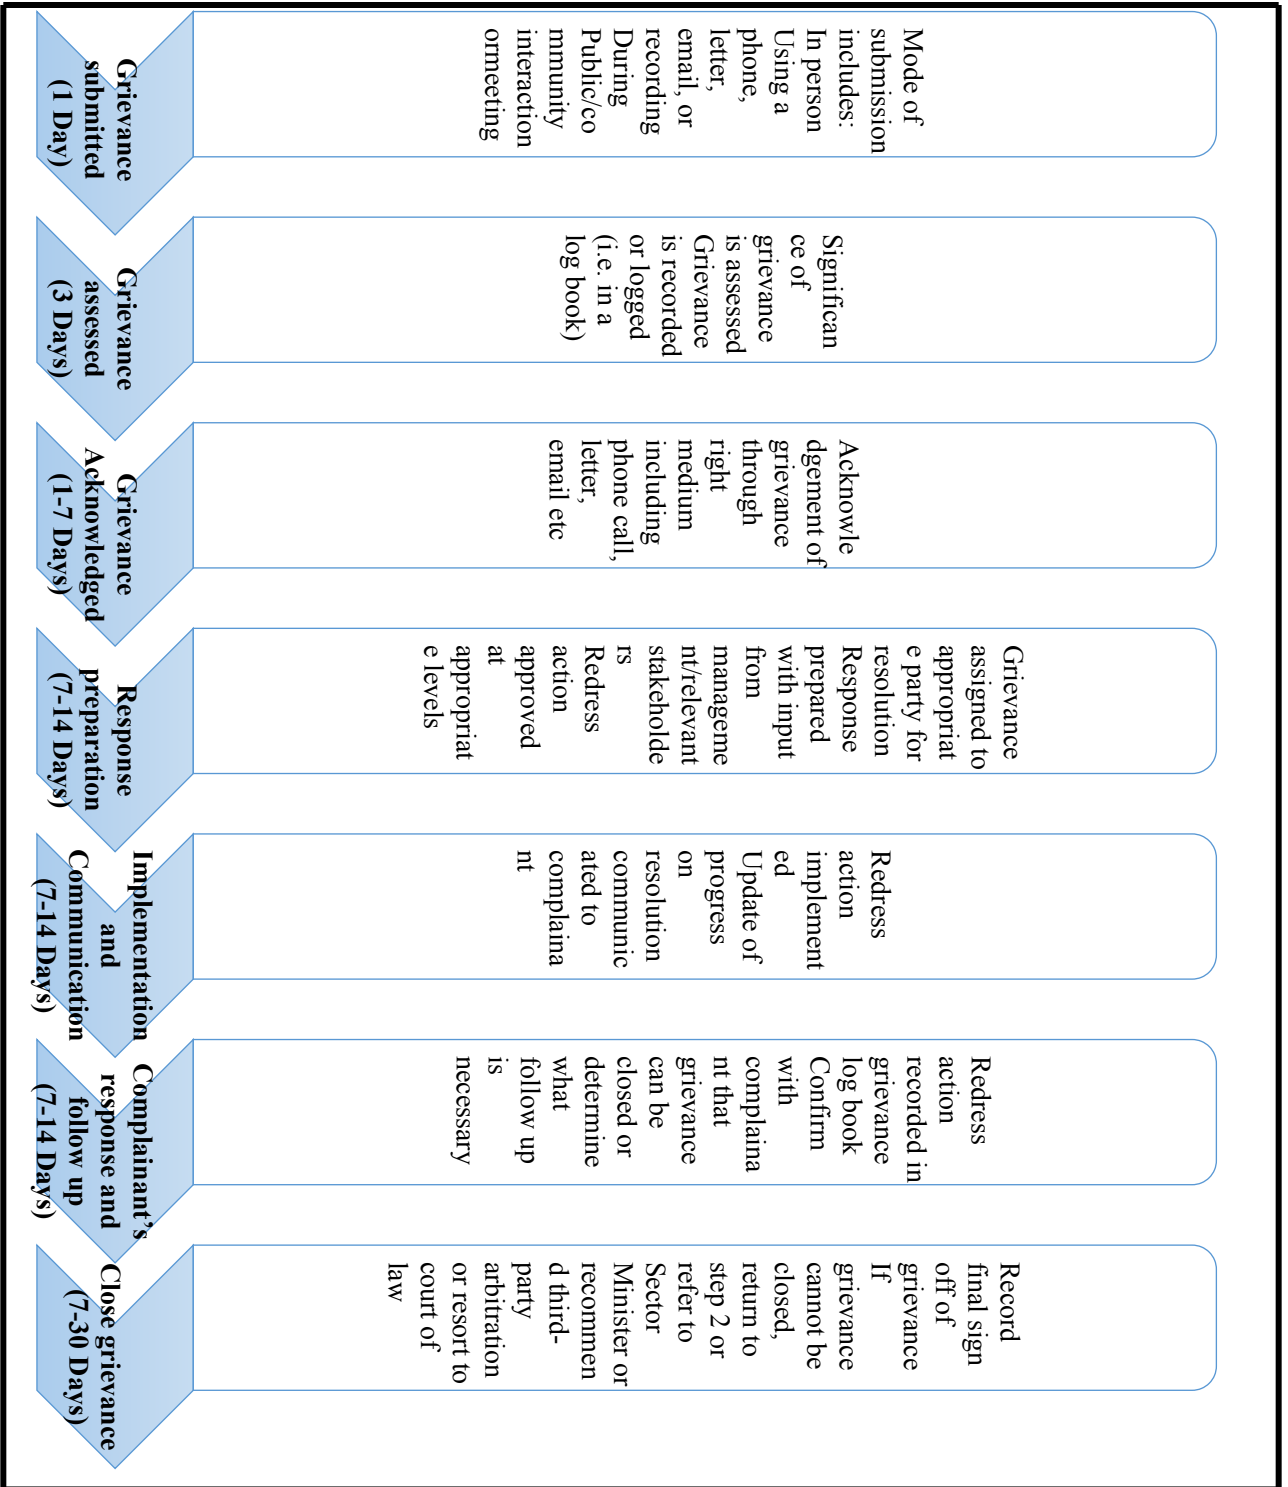 Grievance
submitted
(1 Day)
Mode of
submission
includes:
In person
Using a
phone,
letter,
email, or
recording
During
Public/co
mmunity
interaction
ormeeting
Grievance
assessed
(3 Days)
Significan
ce of
grievance
is assessed
Grievance
is recorded
or logged
(i.e. in a
log book)
Grievance
Acknowledged
(1-7 Days)
Acknowle
dgement of
grievance
through
right
medium
including
phone call,
letter,
email etc
Response
preparation
(7-14 Days)
Grievance
assigned to
appropriat
e party for
resolution
Response
prepared
with input
from
manageme
nt/relevant
stakeholde
rs
Redress
action
approved
at
appropriat
e levels
Implementation
and
Communication
(7-14 Days)
Redress
action
implement
ed
Update of
progress
on
resolution
communic
ated to
complaina
nt
Complainant’s
response and
follow up
(7-14 Days)
Redress
action
recorded in
grievance
log book
Confirm
with
complaina
nt that
grievance
can be
closed or
determine
what
follow up
is
necessary
Close grievance
(7-30 Days)
Record
final sign
off of
grievance
If
grievance
cannot be
closed,
return to
step 2 or
refer to
Sector
Minister or
recommen
d third-
party
arbitration
or resort to
court of
law